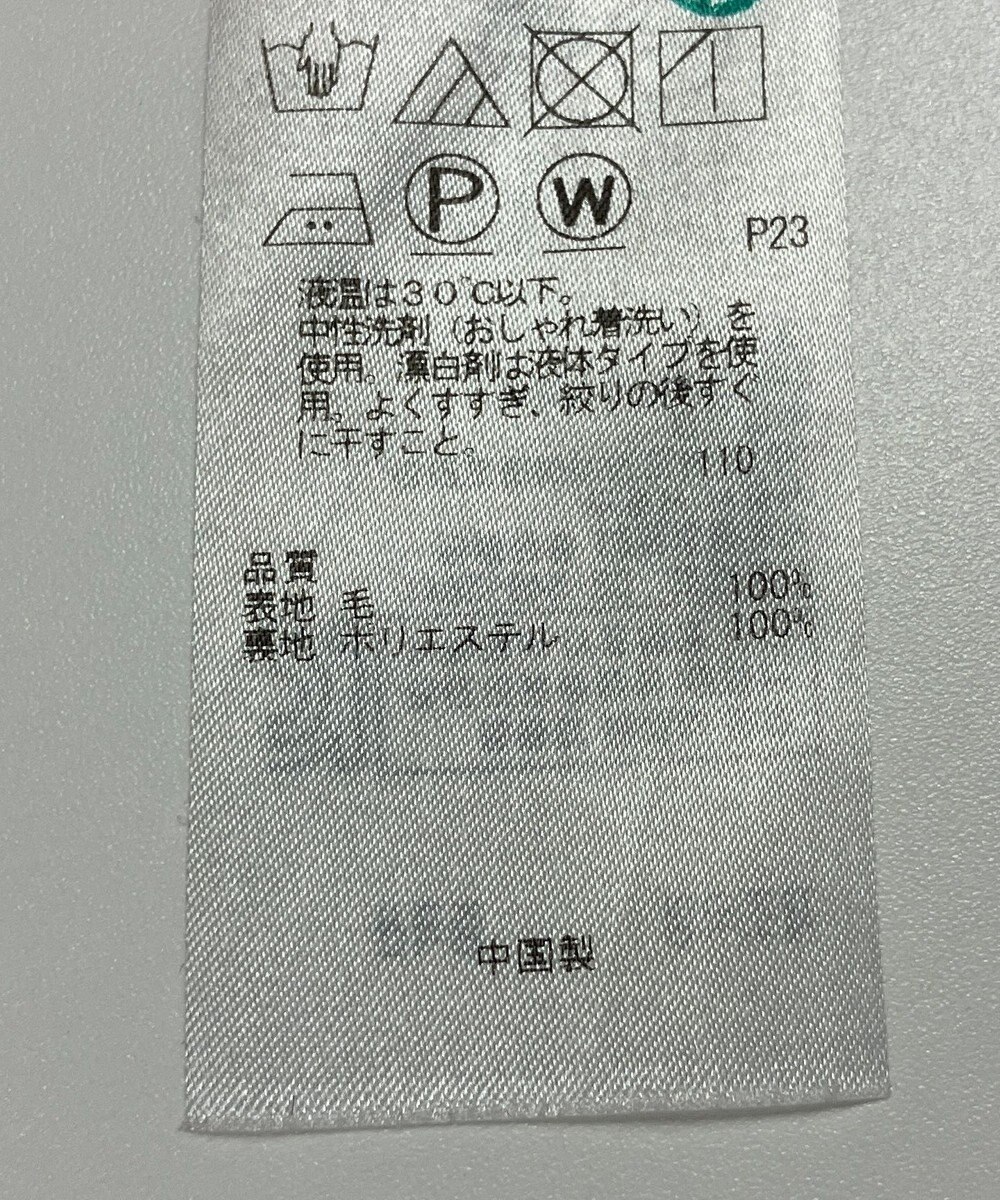 P
W
P23
液温は30℃以下。
中性洗剤(おしゃれ着洗い)を
使用。漂白剤は液体タイプを使
用。よくすすぎ、絞りの後すぐ
に干すこと。
110
品質
表地 毛 100%
裏地 ポリエステル 100%
中国製